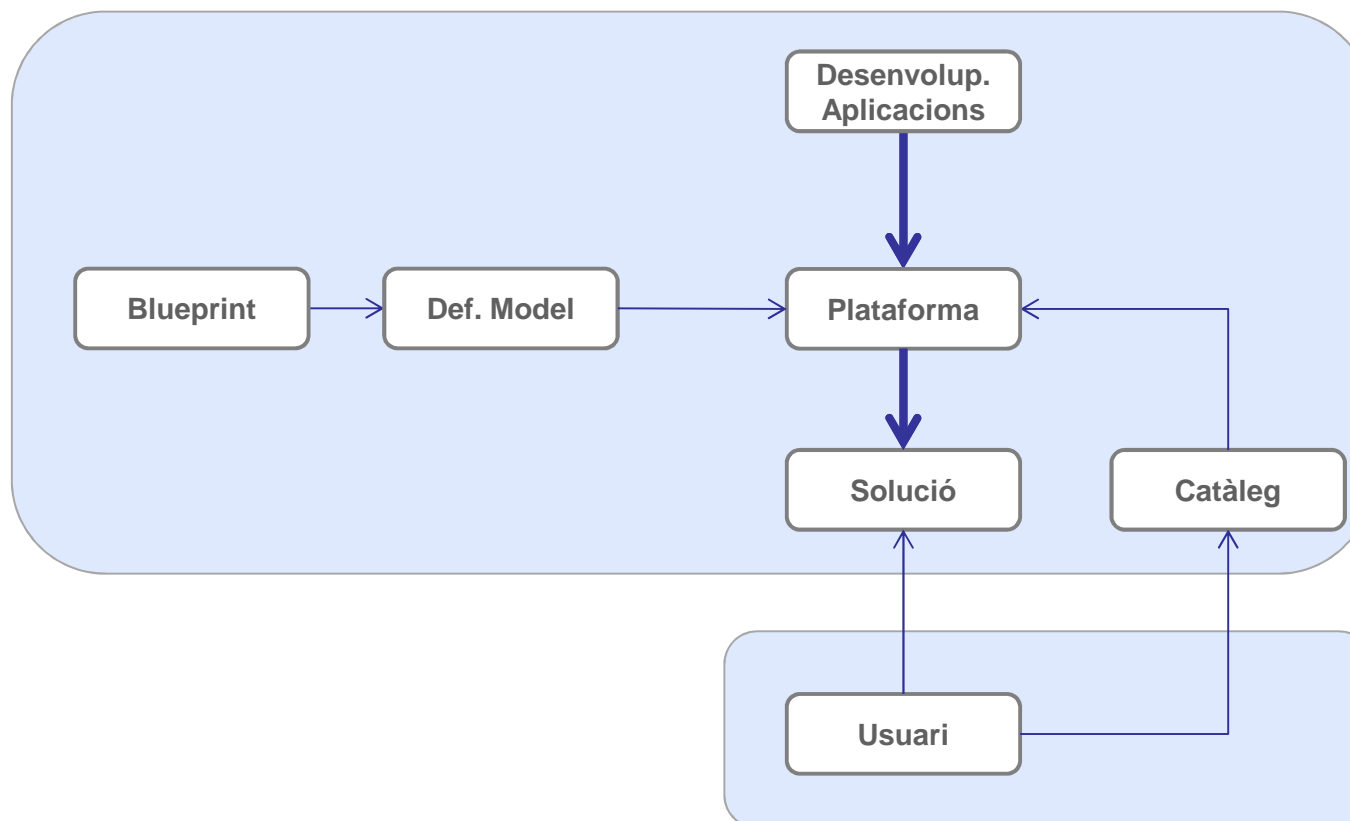 Desenvolup.
Aplicacions
Blueprint
Def. Model
Plataforma
Solució
Catàleg
Usuari